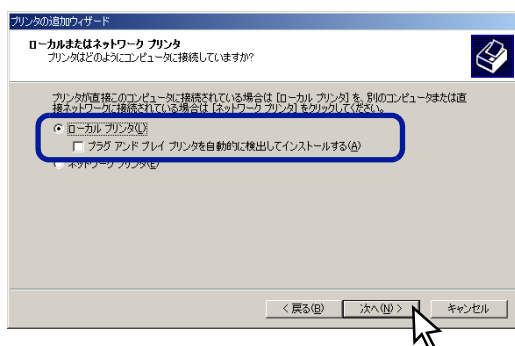 プリンタの追加ウィザード
ローカルまたはネットワーク プリンタ
プリンタはどのようにコンピュータに接続していますか?
プリンタが直接このコンピュータに接続されている場合は [ローカル プリンタ] を、別のコンピュータまたは直
接ネットワークに接続されている場合は [ネットワーク プリンタ] をクリックしてください。
ローカル プリンタ(L)
プラグ アンド プレイ プリンタを自動的に検出してインストールする(A)
ネットワーク プリンタ(E)
< 戻る(B)
次へ(N) >
キャンセル